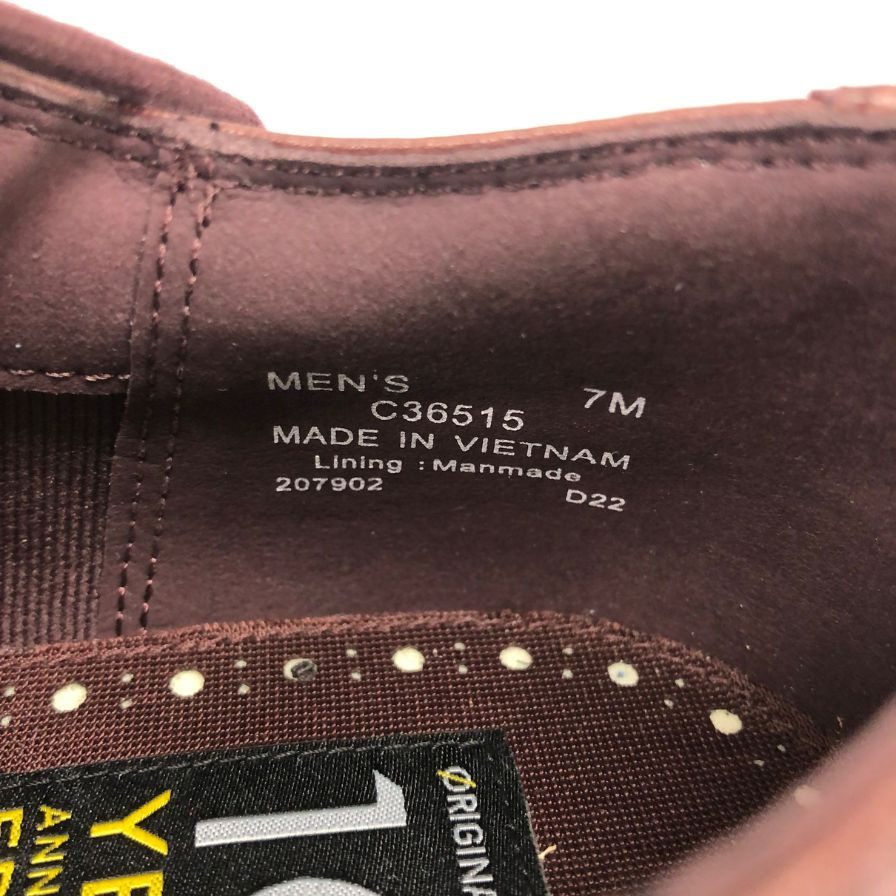 MEN'S 7M
C36515
MADE IN VIETNAM
Lining : Manmade
207902 D22